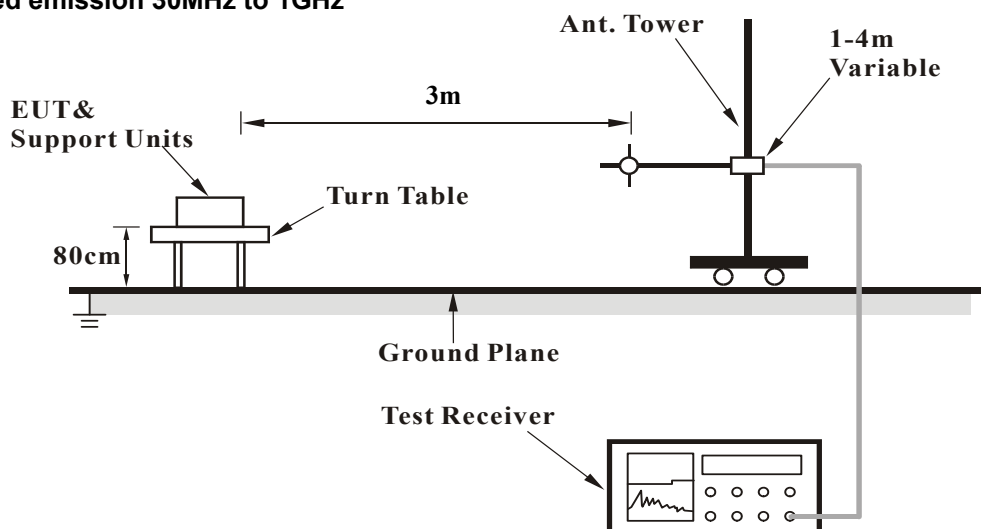 ed emission 30MHz to 1GHz
Ant. Tower
1-4m
Variable
3m
EUT&
Support Units
Turn Table
80cm
Ground Plane
Test Receiver